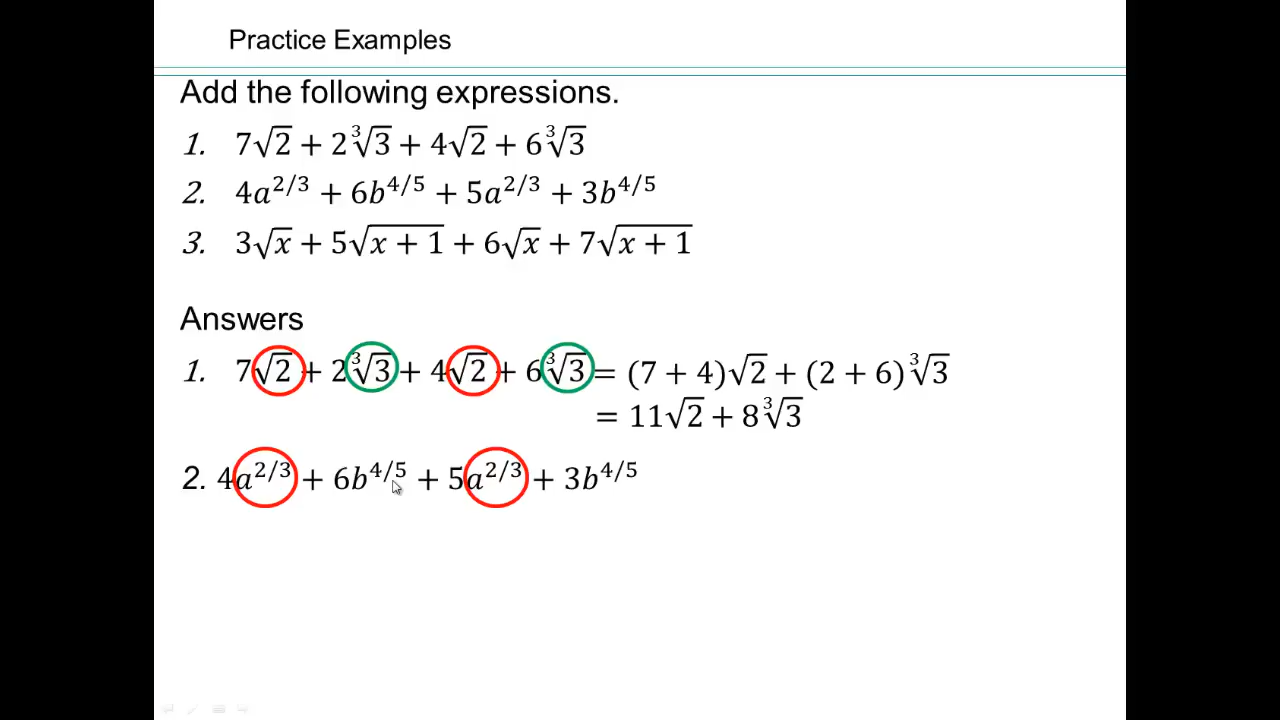 Practice Examples
Add the following expressions.
1. 7√2 + 2∛3 + 4√2 + 6∛3
2. 4a^{2/3} + 6b^{4/5} + 5a^{2/3} + 3b^{4/5}
3. 3√x + 5√(x + 1) + 6√x + 7√(x + 1)
Answers
1. 7√2 + 2∛3 + 4√2 + 6∛3 = (7 + 4)√2 + (2 + 6)∛3
= 11√2 + 8∛3
2. 4a^{2/3} + 6b^{4/5} + 5a^{2/3} + 3b^{4/5}